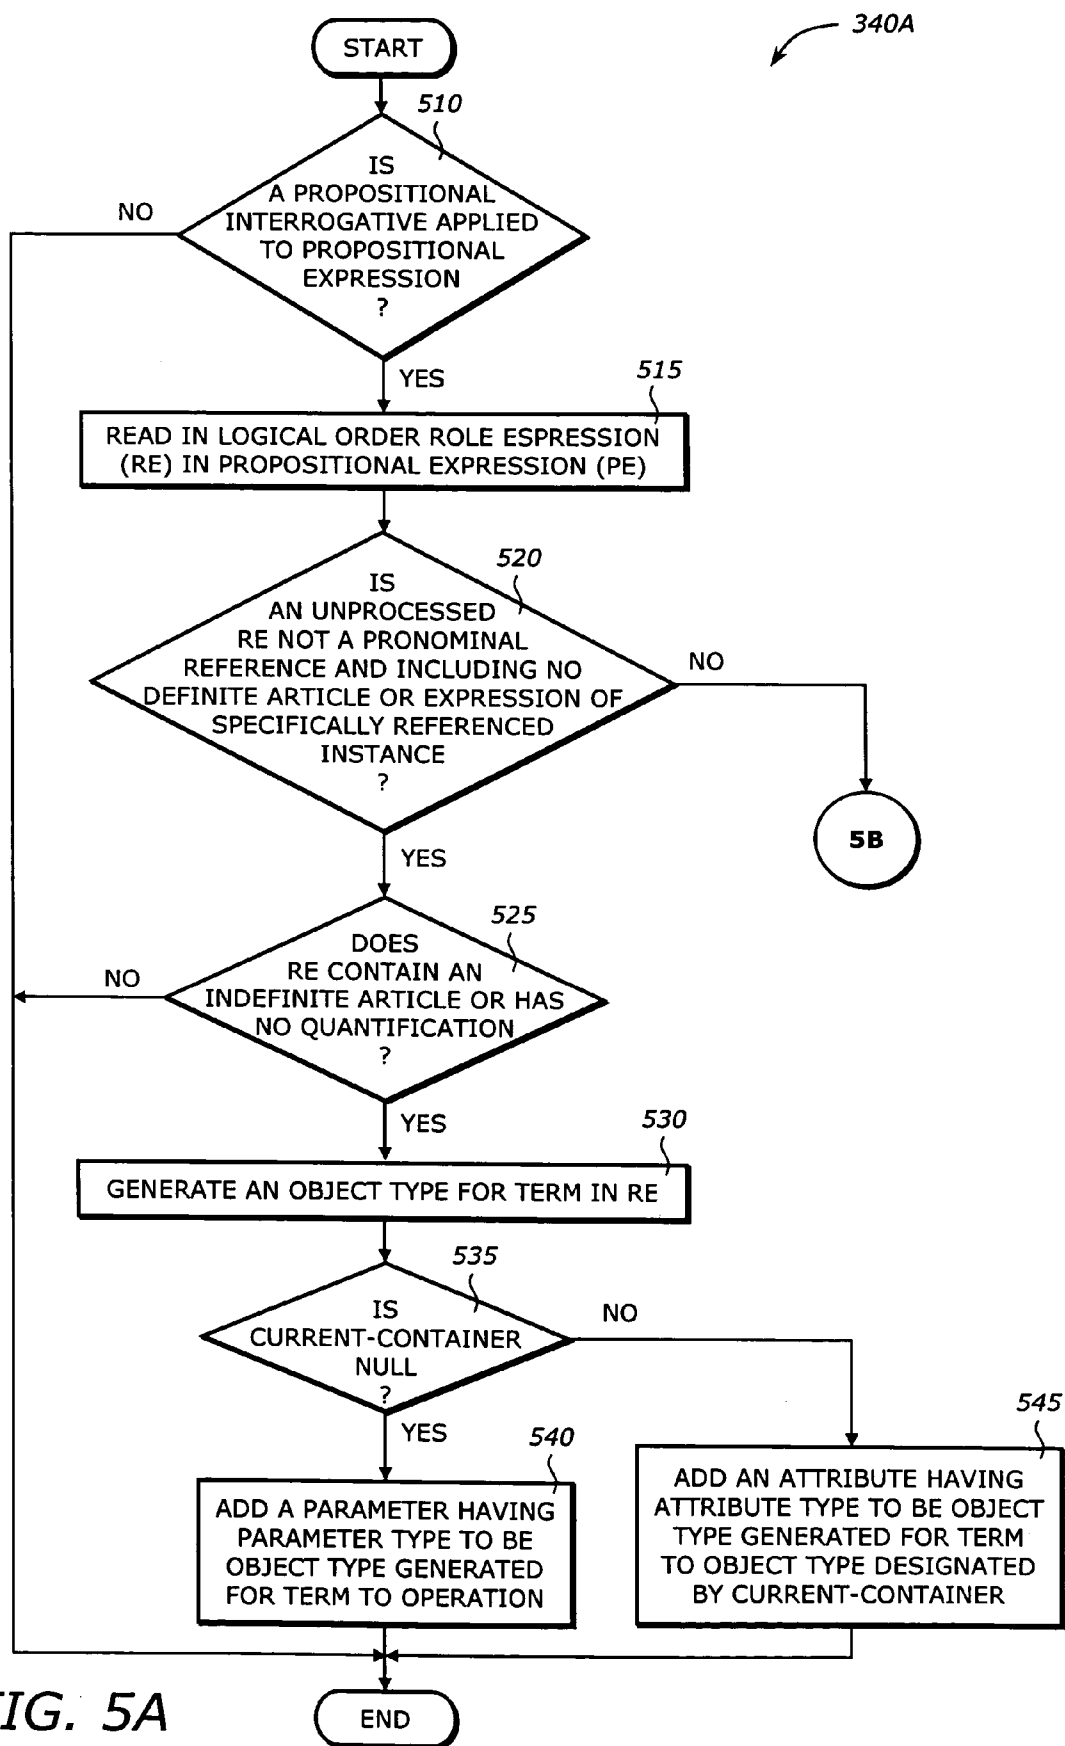 340A
START
510
IS
A PROPOSITIONAL
INTERROGATIVE APPLIED
TO PROPOSITIONAL
EXPRESSION
?
NO
YES
515
READ IN LOGICAL ORDER ROLE ESPRESSION
(RE) IN PROPOSITIONAL EXPRESSION (PE)
520
IS
AN UNPROCESSED
RE NOT A PRONOMINAL
REFERENCE AND INCLUDING NO
DEFINITE ARTICLE OR EXPRESSION OF
SPECIFICALLY REFERENCED
INSTANCE
?
NO
5B
YES
525
DOES
RE CONTAIN AN
INDEFINITE ARTICLE OR HAS
NO QUANTIFICATION
?
NO
YES
530
GENERATE AN OBJECT TYPE FOR TERM IN RE
535
IS
CURRENT-CONTAINER
NULL
?
NO
YES
540
ADD A PARAMETER HAVING
PARAMETER TYPE TO BE
OBJECT TYPE GENERATED
FOR TERM TO OPERATION
545
ADD AN ATTRIBUTE HAVING
ATTRIBUTE TYPE TO BE OBJECT
TYPE GENERATED FOR TERM
TO OBJECT TYPE DESIGNATED
BY CURRENT-CONTAINER
END
IG. 5A